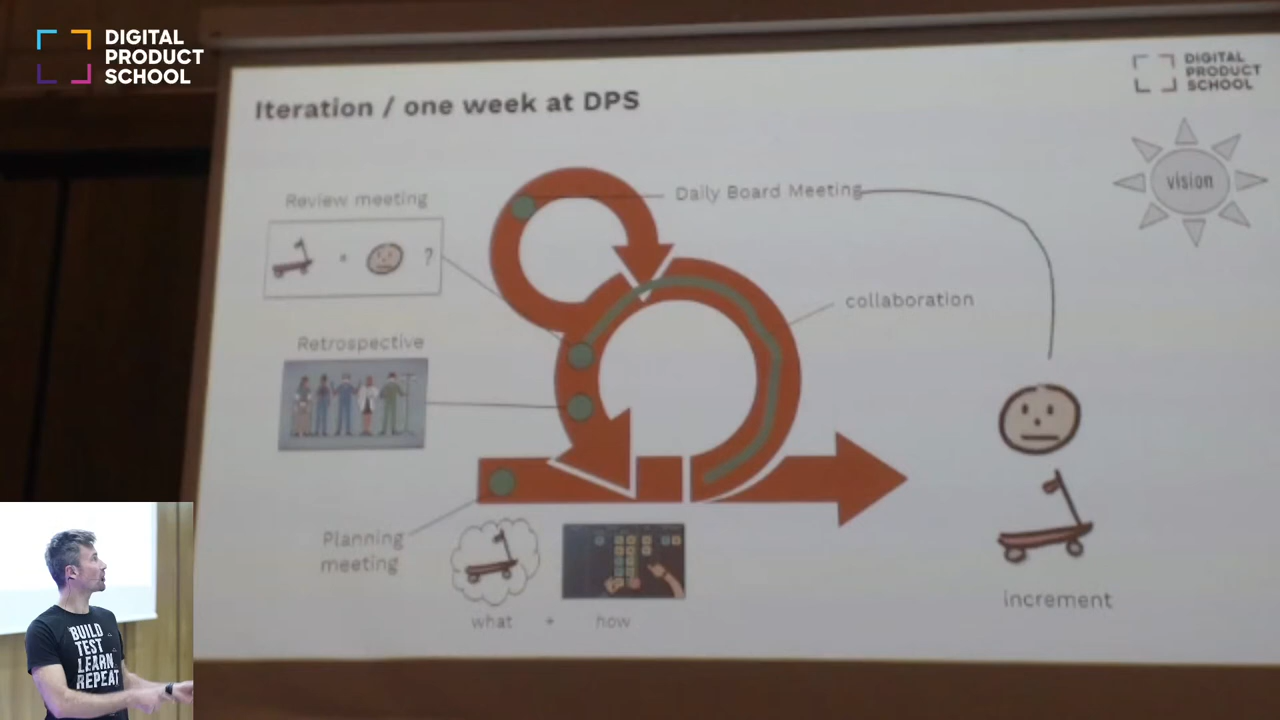 DIGITAL
PRODUCT
SCHOOL
DIGITAL
PRODUCT
SCHOOL
Iteration / one week at DPS
vision
Review meeting
Daily Board Meeting
?
collaboration
Retrospective
Planning
meeting
what + how
increment
BUILD
TEST
LEARN
REPEAT